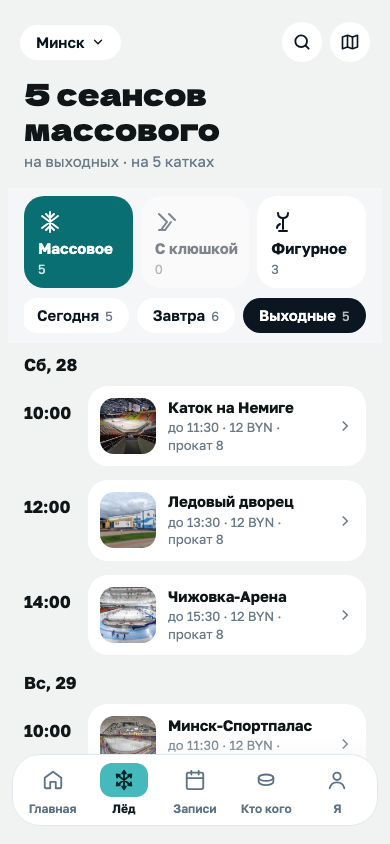 Минск
5 сеансов
массового
на выходных · на 5 катках
Массовое
5
С клюшкой
0
Фигурное
3
Сегодня 5
Завтра 6
Выходные 5
Сб, 28
10:00
Каток на Немиге
до 11:30 · 12 BYN ·
прокат 8
12:00
Ледовый дворец
до 13:30 · 12 BYN ·
прокат 8
14:00
Чижовка-Арена
до 15:30 · 12 BYN ·
прокат 8
Вс, 29
10:00
Минск-Спортпалас
до 11:30 · 12 BYN ·
Главная
Лёд
Записи
Кто кого
Я